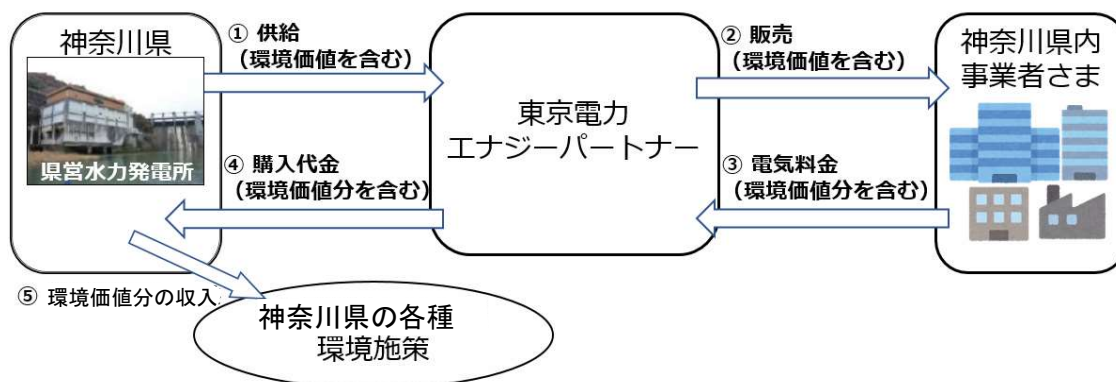 神奈川県
県営水力発電所
① 供給
（環境価値を含む）
② 販売
（環境価値を含む）
神奈川県内
事業者さま
東京電力
エナジーパートナー
④ 購入代金
（環境価値分を含む）
③ 電気料金
（環境価値分を含む）
⑤ 環境価値分の収入
神奈川県の各種
環境施策